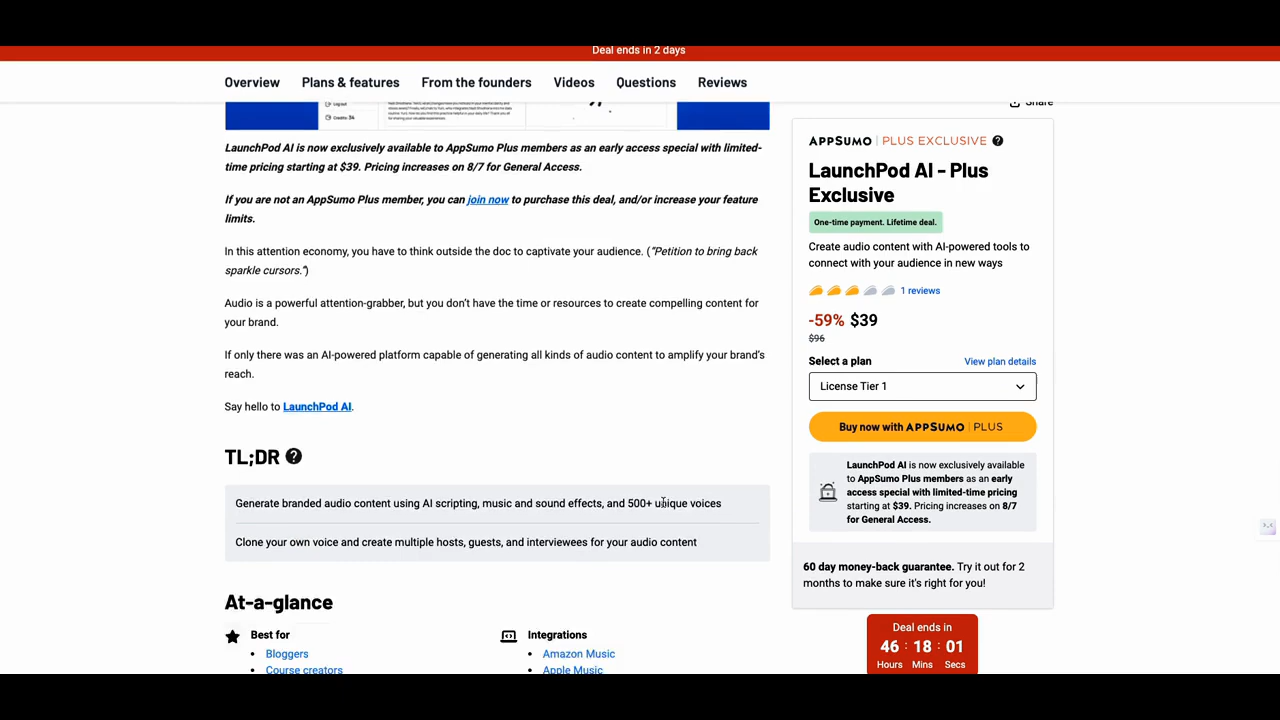 Deal ends in 2 days
Overview
Plans & features
From the founders
Videos
Questions
Reviews
Log out
Credits 34
LaunchPod AI is now exclusively available to AppSumo Plus members as an early access special with limited-
time pricing starting at $39. Pricing increases on 8/7 for General Access.
If you are not an AppSumo Plus member, you can join now to purchase this deal, and/or increase your feature
limits.
In this attention economy, you have to think outside the doc to captivate your audience. (“Petition to bring back
sparkle cursors.”)
Audio is a powerful attention-grabber, but you don’t have the time or resources to create compelling content for
your brand.
If only there was an AI-powered platform capable of generating all kinds of audio content to amplify your brand’s
reach.
Say hello to LaunchPod AI.
TL;DR ?
Generate branded audio content using AI scripting, music and sound effects, and 500+ unique voices
Clone your own voice and create multiple hosts, guests, and interviewees for your audio content
At-a-glance
Best for
Bloggers
Course creators
Integrations
Amazon Music
Apple Music
Share
APPSUMO | PLUS EXCLUSIVE ?
LaunchPod AI - Plus
Exclusive
One-time payment. Lifetime deal.
Create audio content with AI-powered tools to
connect with your audience in new ways
1 reviews
-59% $39
$96
Select a plan
View plan details
License Tier 1
Buy now with APPSUMO | PLUS
LaunchPod AI is now exclusively available
to AppSumo Plus members as an early
access special with limited-time pricing
starting at $39. Pricing increases on 8/7
for General Access.
60 day money-back guarantee. Try it out for 2
months to make sure it's right for you!
Deal ends in
46 : 18 : 01
Hours Mins Secs